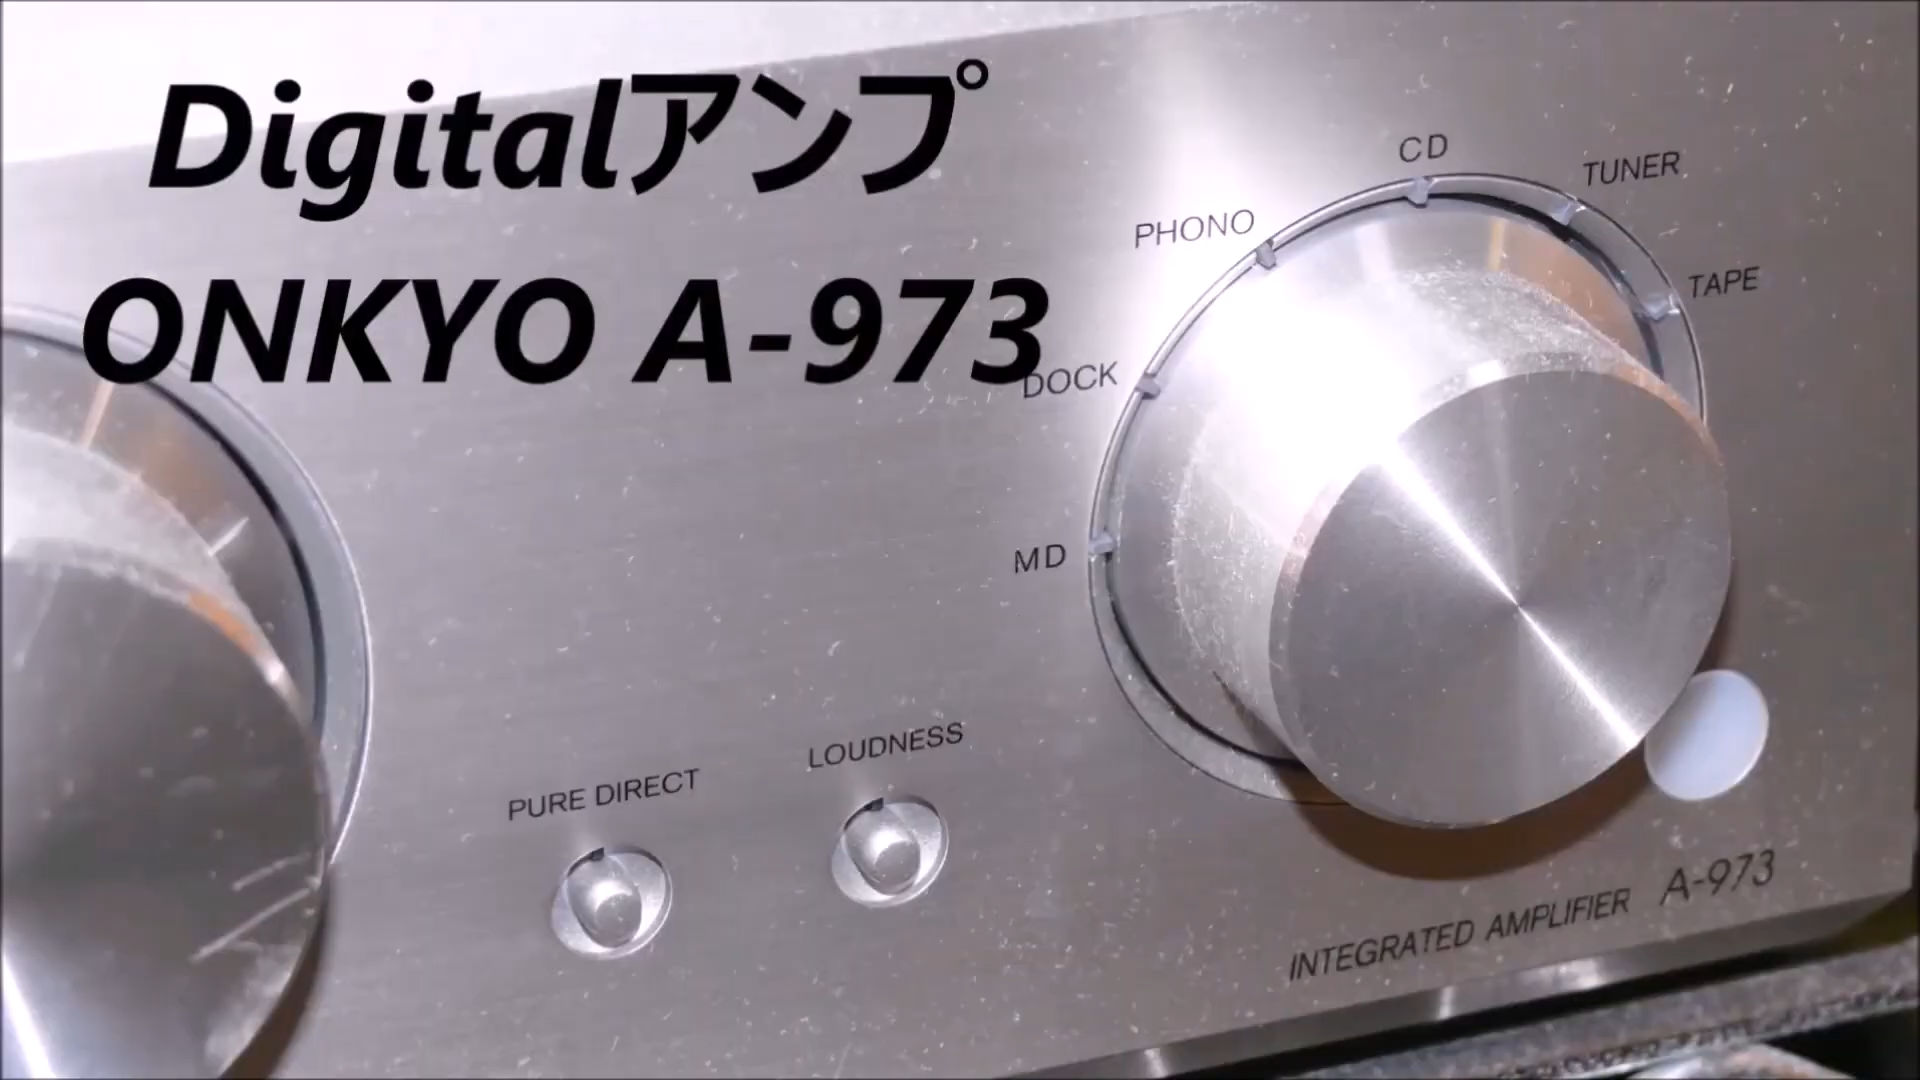 Digitalアンプ
ONKYO A-973
CD
TUNER
PHONO
TAPE
DOCK
MD
LOUDNESS
PURE DIRECT
INTEGRATED AMPLIFIER A-973